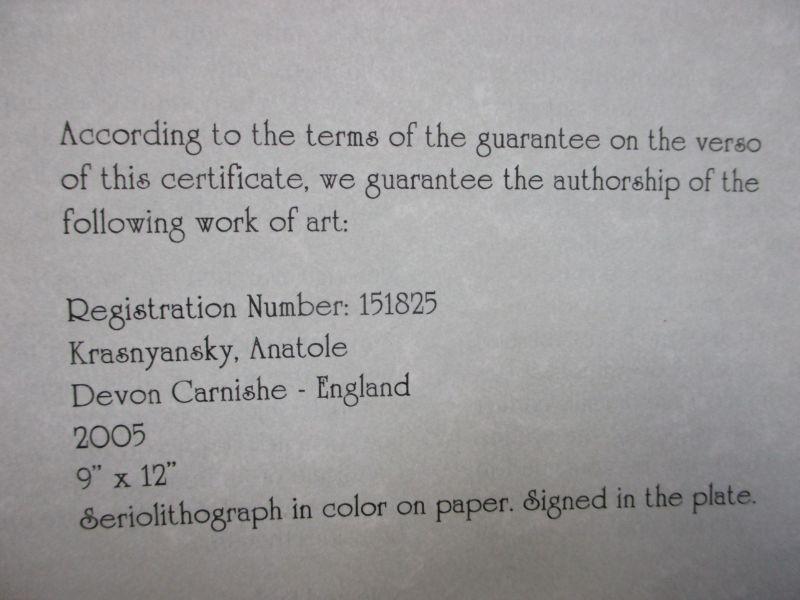 According to the terms of the guarantee on the verso
of this certificate, we guarantee the authorship of the
following work of art:
Registration Number: 151825
Krasnyansky, Anatole
Devon Carnishe - England
2005
9” x 12”
Seriolithograph in color on paper. Signed in the plate.